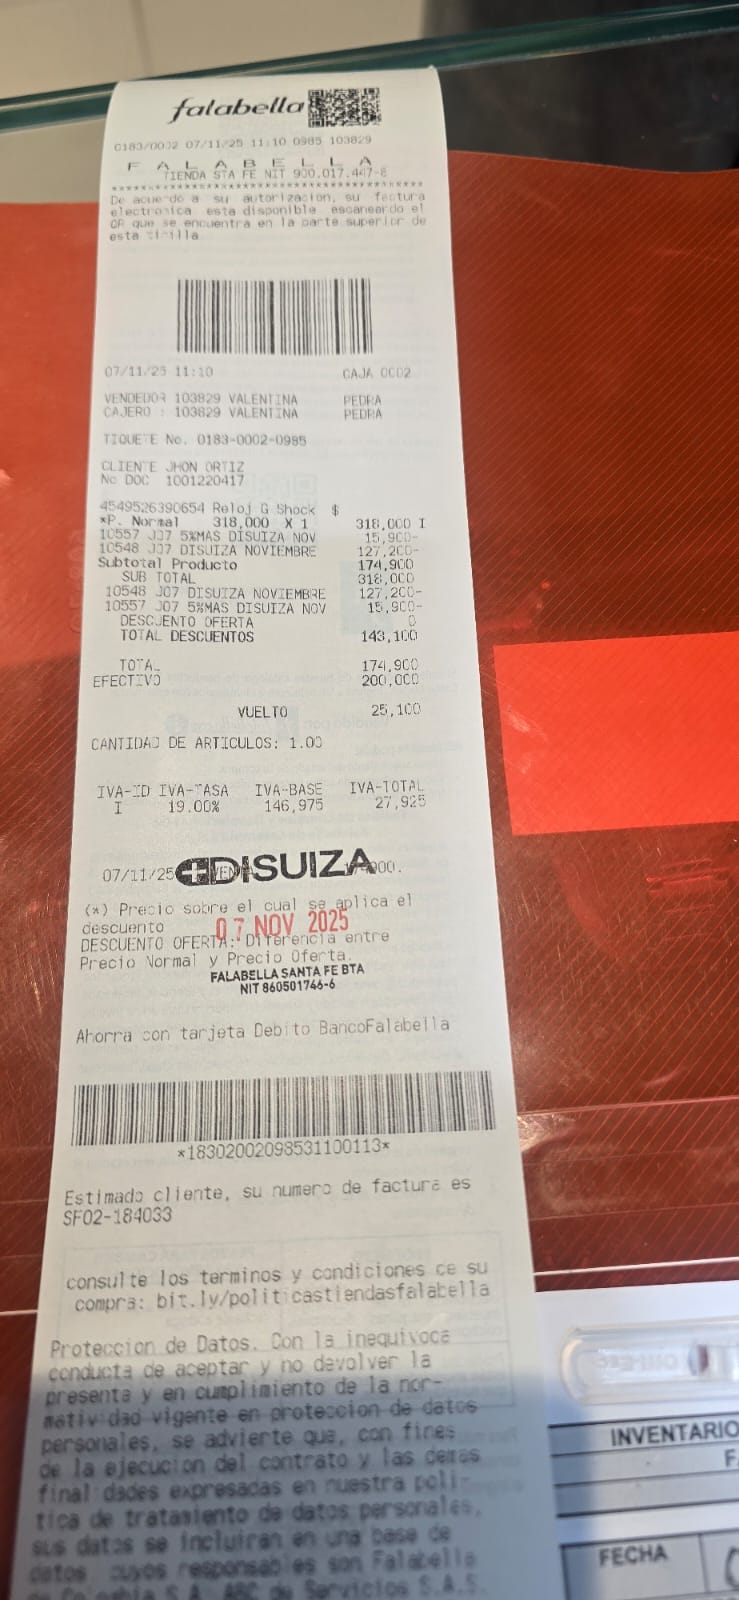 falabella
C183/0002 07/11/25 11:10 0985 103829
F A L A B E L L A
TIENDA STA FE NIT 900.017.447-8
****************************************
De acuerdo a su autorizacion, su factura
electronica esta disponible escaneando el
QR que se encuentra en la parte superior de
esta tirilla
07/11/25 11:10 CAJA 0002
VENDEDOR 103829 VALENTINA PEDRA
CAJERO : 103829 VALENTINA PEDRA
TIQUETE No. 0183-0002-0985
CLIENTE JHON ORTIZ
No DOC 1001220417
4549526390654 Reloj G Shock $
*P. Normal 318,000 X 1 318,000 I
10557 J07 5%MAS DISUIZA NOV 15,900-
10548 J07 DISUIZA NOVIEMBRE 127,200-
Subtotal Producto 174,900
SUB TOTAL 318,000
10548 J07 DISUIZA NOVIEMBRE 127,200-
10557 J07 5%MAS DISUIZA NOV 15,900-
DESCUENTO OFERTA 0
TOTAL DESCUENTOS 143,100
TOTAL 174,900
EFECTIVO 200,000
VUELTO 25,100
CANTIDAD DE ARTICULOS: 1.00
IVA-ID IVA-TASA IVA-BASE IVA-TOTAL
I 19.00% 146,975 27,925
07/11/25 DISUIZA
(*) Precio sobre el cual se aplica el
descuento
07 NOV 2025
DESCUENTO OFERTA: Diferencia entre
Precio Normal y Precio Oferta.
FALABELLA SANTA FE BTA
NIT 860501746-6
Ahorra con tarjeta Debito BancoFalabella
*18302002098531100113*
Estimado cliente, su numero de factura es
SF02-184033
consulte los terminos y condiciones de su
compra: bit.ly/politicastiendasfalabella
Proteccion de Datos. Con la inequivoca
conducta de aceptar y no devolver la
presente y en cumplimiento de la nor-
matividad vigente en proteccion de datos
personales, se advierte que, con fines
de la ejecucion del contrato y las demas
finalidades expresadas en nuestra poli-
tica de tratamiento de datos personales,
sus datos se incluiran en una base de
datos cuyos responsables son Falabella
de Colombia S.A. ABC de Servicios S.A.S.
INVENTARIO
FECHA